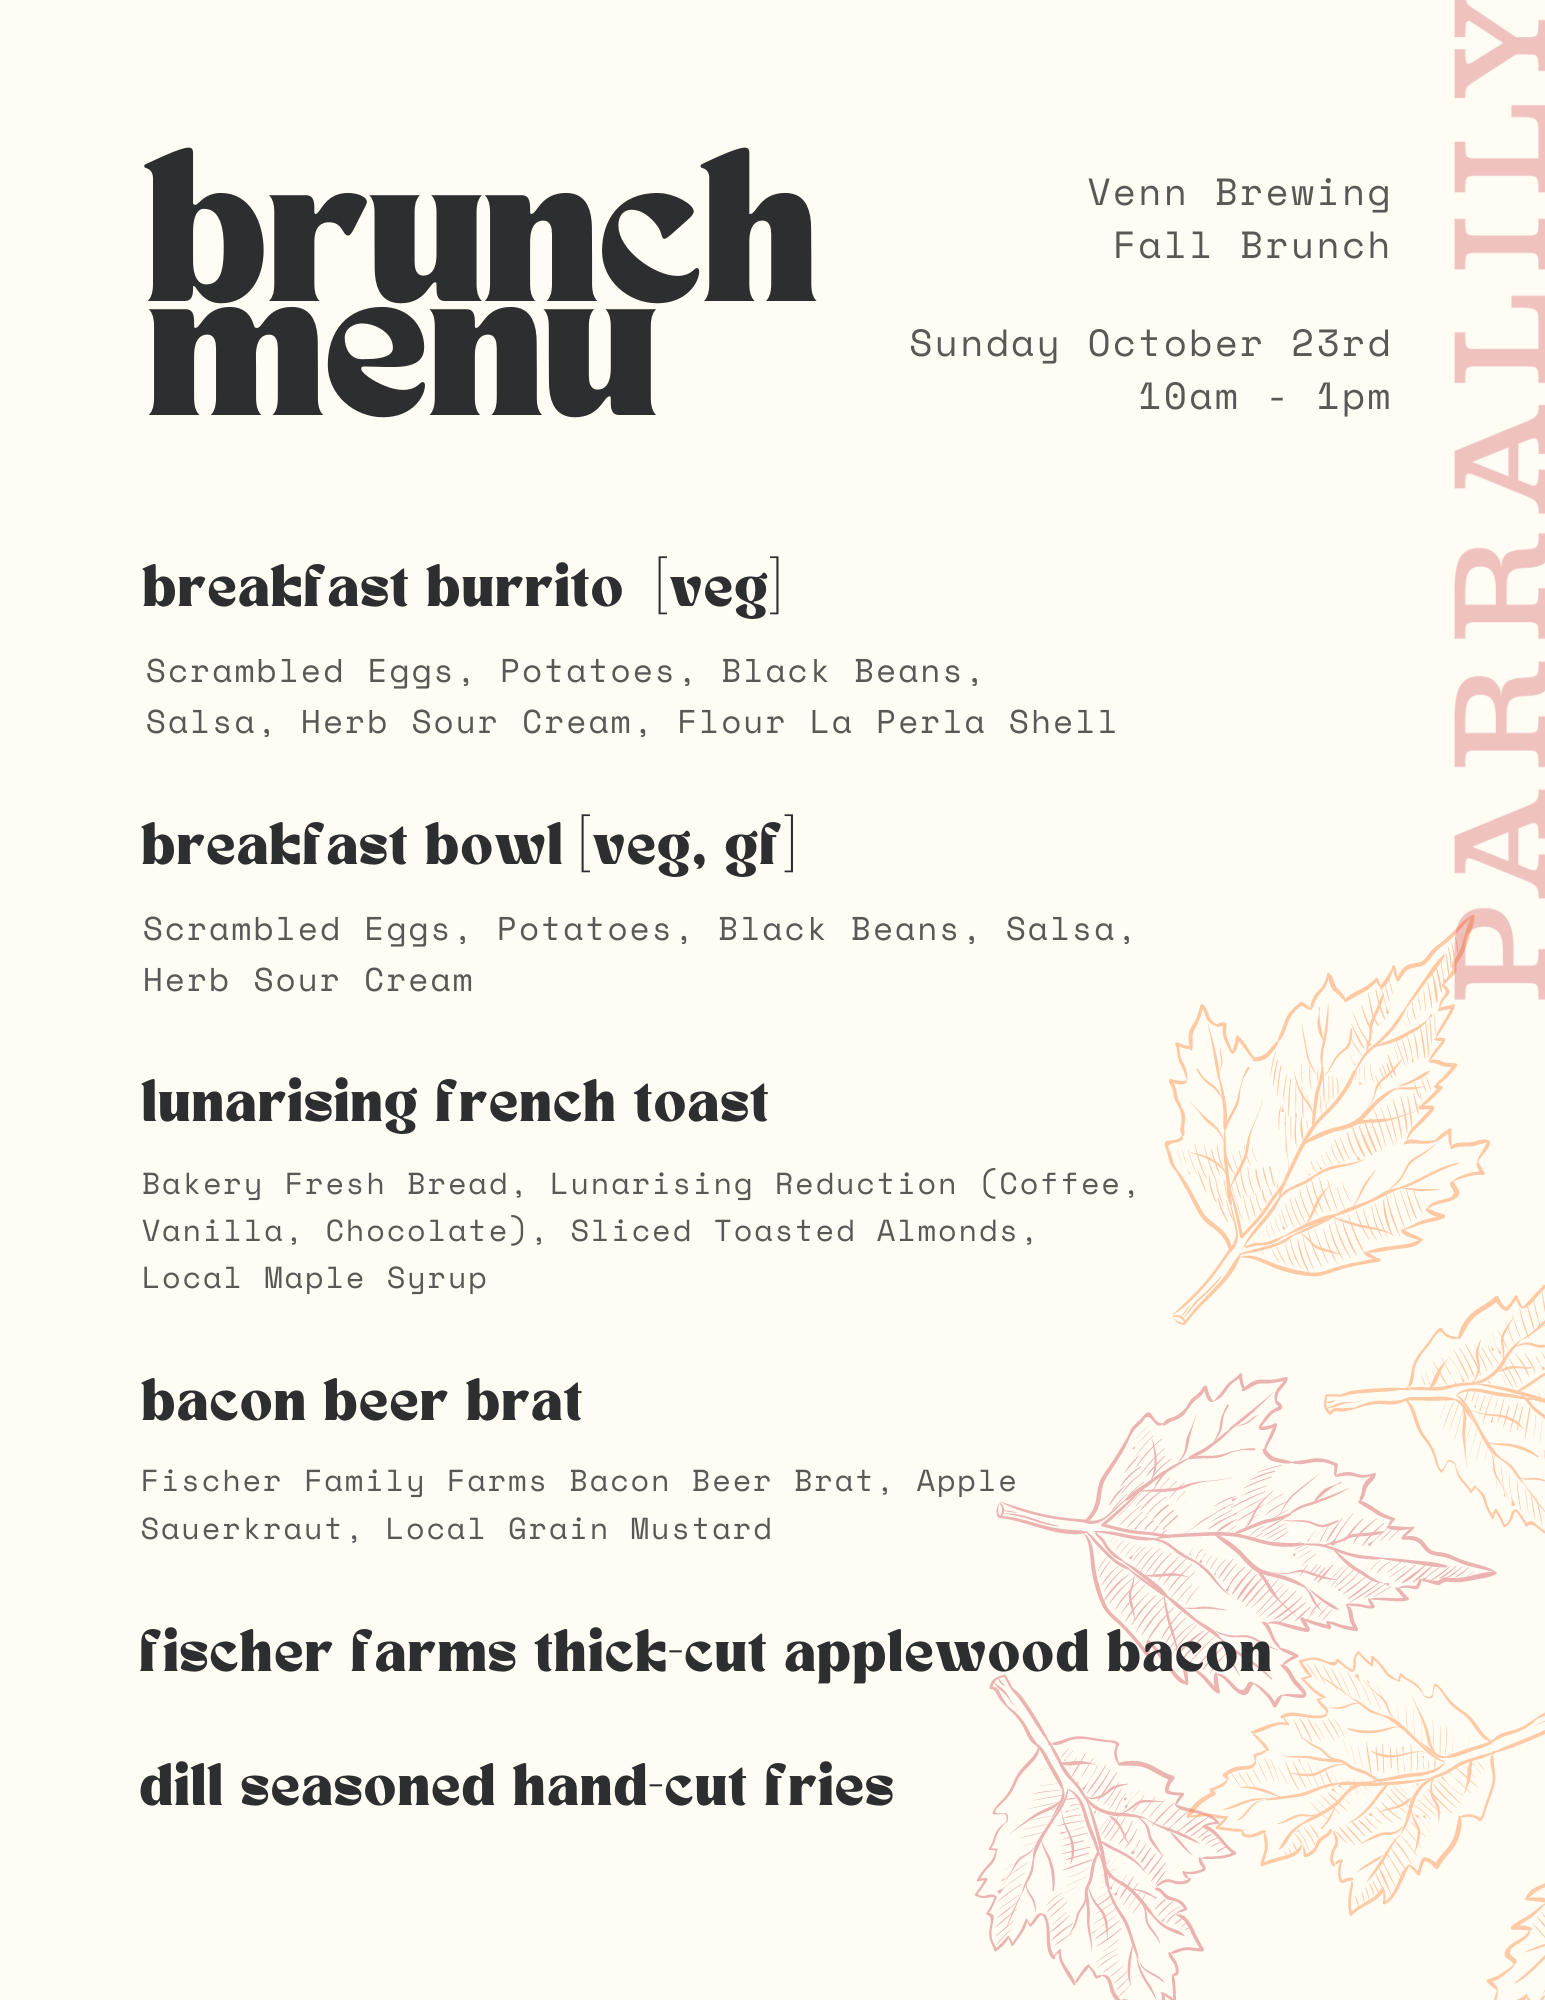 brunch
menu
Venn Brewing
Fall Brunch
Sunday October 23rd
10am - 1pm
PARRALILY
breakfast burrito [veg]
Scrambled Eggs, Potatoes, Black Beans,
Salsa, Herb Sour Cream, Flour La Perla Shell
breakfast bowl [veg, gf]
Scrambled Eggs, Potatoes, Black Beans, Salsa,
Herb Sour Cream
lunarising french toast
Bakery Fresh Bread, Lunarising Reduction (Coffee,
Vanilla, Chocolate), Sliced Toasted Almonds,
Local Maple Syrup
bacon beer brat
Fischer Family Farms Bacon Beer Brat, Apple
Sauerkraut, Local Grain Mustard
fischer farms thick-cut applewood bacon
dill seasoned hand-cut fries